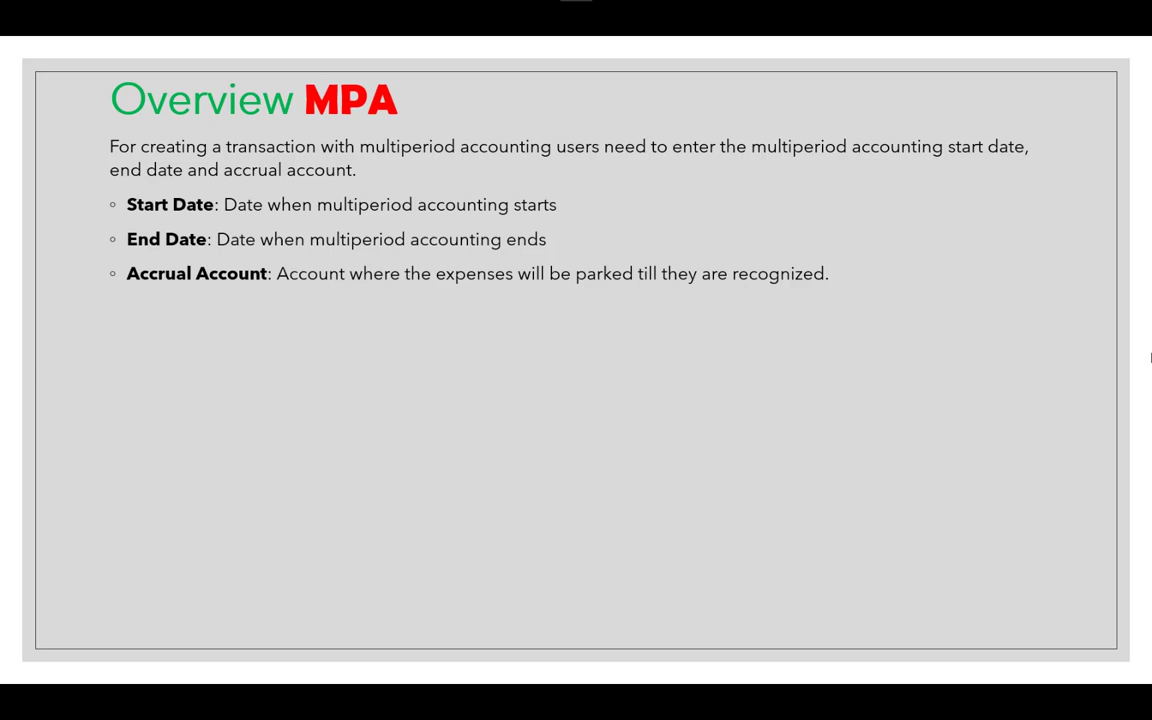 Overview MPA
For creating a transaction with multiperiod accounting users need to enter the multiperiod accounting start date,
end date and accrual account.
◦ Start Date: Date when multiperiod accounting starts
◦ End Date: Date when multiperiod accounting ends
◦ Accrual Account: Account where the expenses will be parked till they are recognized.